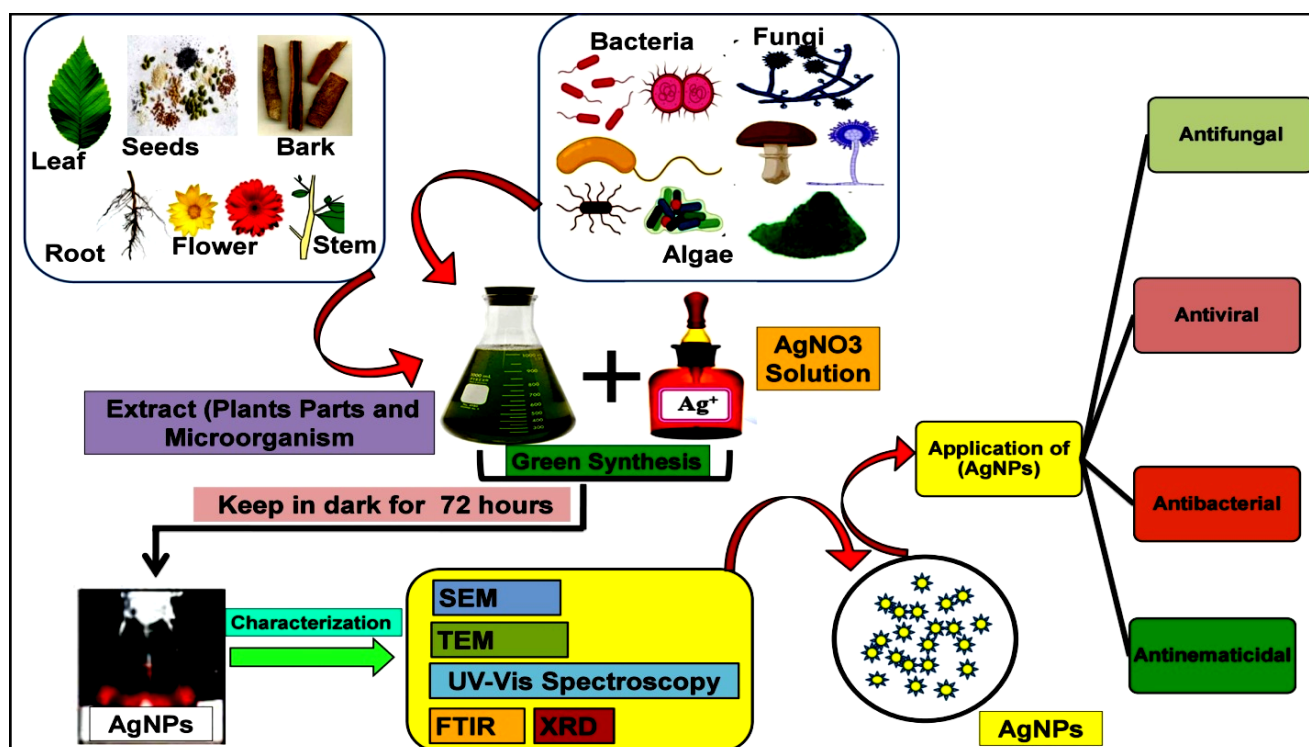 Leaf
Seeds
Bark
Root
Flower
Stem
Bacteria
Fungi
Algae
Extract (Plants Parts and
Microorganism
Ag+
AgNO3
Solution
Green Synthesis
Keep in dark for 72 hours
AgNPs
Characterization
SEM
TEM
UV-Vis Spectroscopy
FTIR
XRD
AgNPs
Application of
(AgNPs)
Antifungal
Antiviral
Antibacterial
Antinematicidal